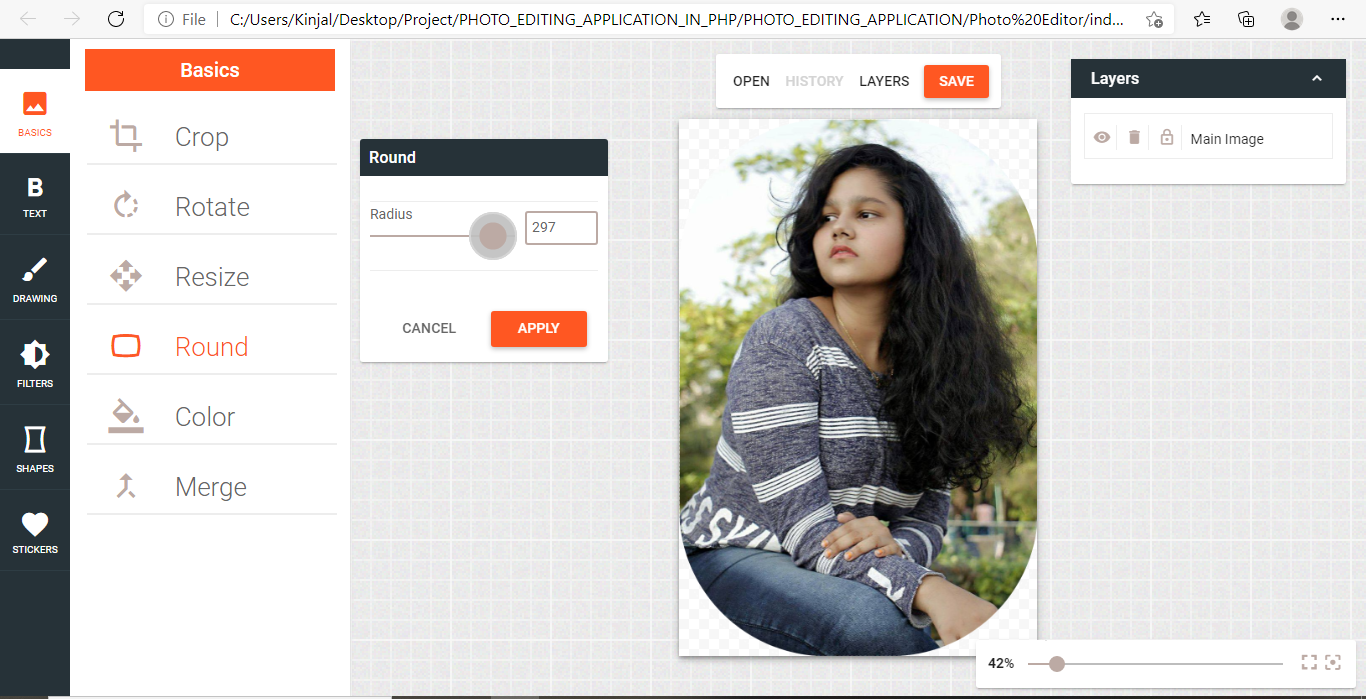 File
C:/Users/Kinjal/Desktop/Project/PHOTO_EDITING_APPLICATION_IN_PHP/PHOTO_EDITING_APPLICATION/Photo%20Editor/ind...
BASICS
B
TEXT
DRAWING
FILTERS
SHAPES
STICKERS
Basics
Crop
Rotate
Resize
Round
Color
Merge
Round
Radius
297
CANCEL APPLY
OPEN HISTORY LAYERS SAVE
Layers
Main Image
42%